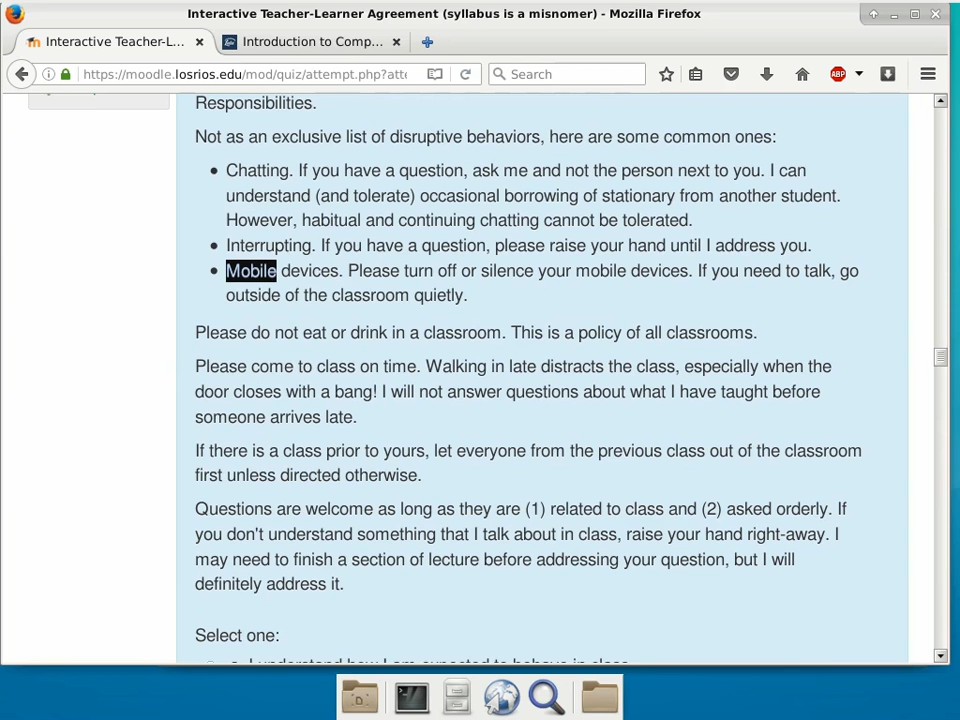 Interactive Teacher-Learner Agreement (syllabus is a misnomer) - Mozilla Firefox
Interactive Teacher-L... Introduction to Comp...
https://moodle.losrios.edu/mod/quiz/attempt.php?att Search ABP
Responsibilities.
Not as an exclusive list of disruptive behaviors, here are some common ones:
Chatting. If you have a question, ask me and not the person next to you. I can
understand (and tolerate) occasional borrowing of stationary from another student.
However, habitual and continuing chatting cannot be tolerated.
Interrupting. If you have a question, please raise your hand until I address you.
Mobile devices. Please turn off or silence your mobile devices. If you need to talk, go
outside of the classroom quietly.
Please do not eat or drink in a classroom. This is a policy of all classrooms.
Please come to class on time. Walking in late distracts the class, especially when the
door closes with a bang! I will not answer questions about what I have taught before
someone arrives late.
If there is a class prior to yours, let everyone from the previous class out of the classroom
first unless directed otherwise.
Questions are welcome as long as they are (1) related to class and (2) asked orderly. If
you don't understand something that I talk about in class, raise your hand right-away. I
may need to finish a section of lecture before addressing your question, but I will
definitely address it.
Select one:
a. I understand how I am expected to behave in class